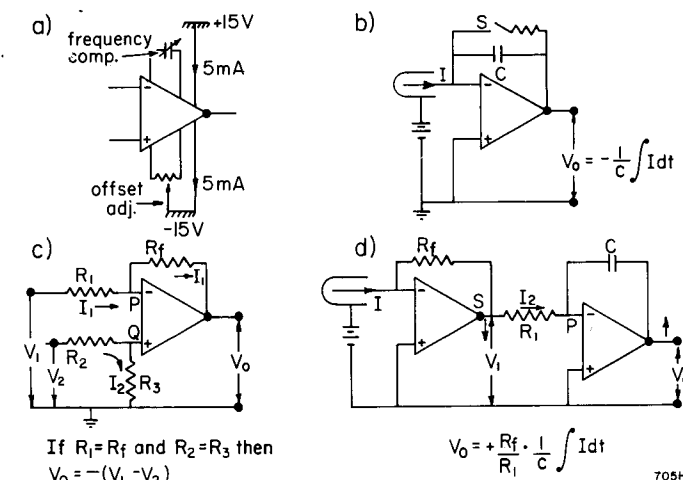 a)
frequency
comp.
+15V
5mA
−
+
5mA
offset
adj.
−15V
b)
S
C
I
−
+
V₀ = −1/C ∫ I dt
c)
Rf
I₁
R₁
I₁
P
−
Q
+
R₂
I₂
R₃
V₁
V₂
V₀
If R₁=Rf and R₂=R₃ then
V₀ = −(V₁ −V₂)
d)
Rf
I
−
+
S
I₂
R₁
V₁
C
P
−
+
V₀ = + Rf/R₁ · 1/C ∫ I dt